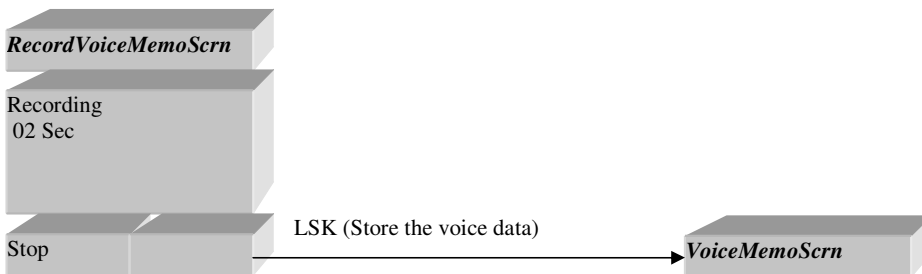 RecordVoiceMemoScrn
Recording
02 Sec
Stop
LSK (Store the voice data)
VoiceMemoScrn